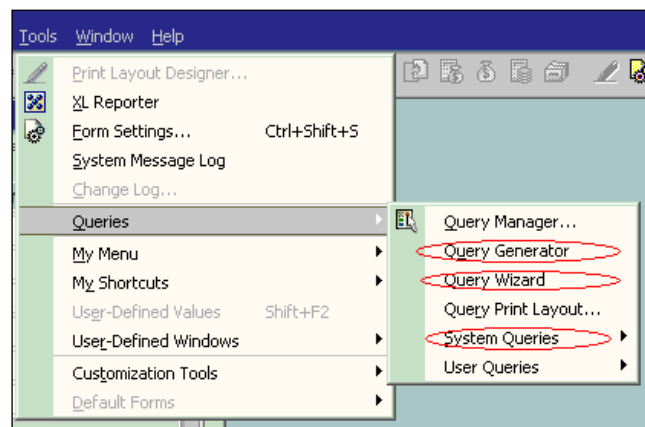 Tools Window Help
Print Layout Designer...
XL Reporter
Form Settings... Ctrl+Shift+S
System Message Log
Change Log...
Queries
My Menu
My Shortcuts
User-Defined Values Shift+F2
User-Defined Windows
Customization Tools
Default Forms
Query Manager...
Query Generator
Query Wizard
Query Print Layout...
System Queries
User Queries